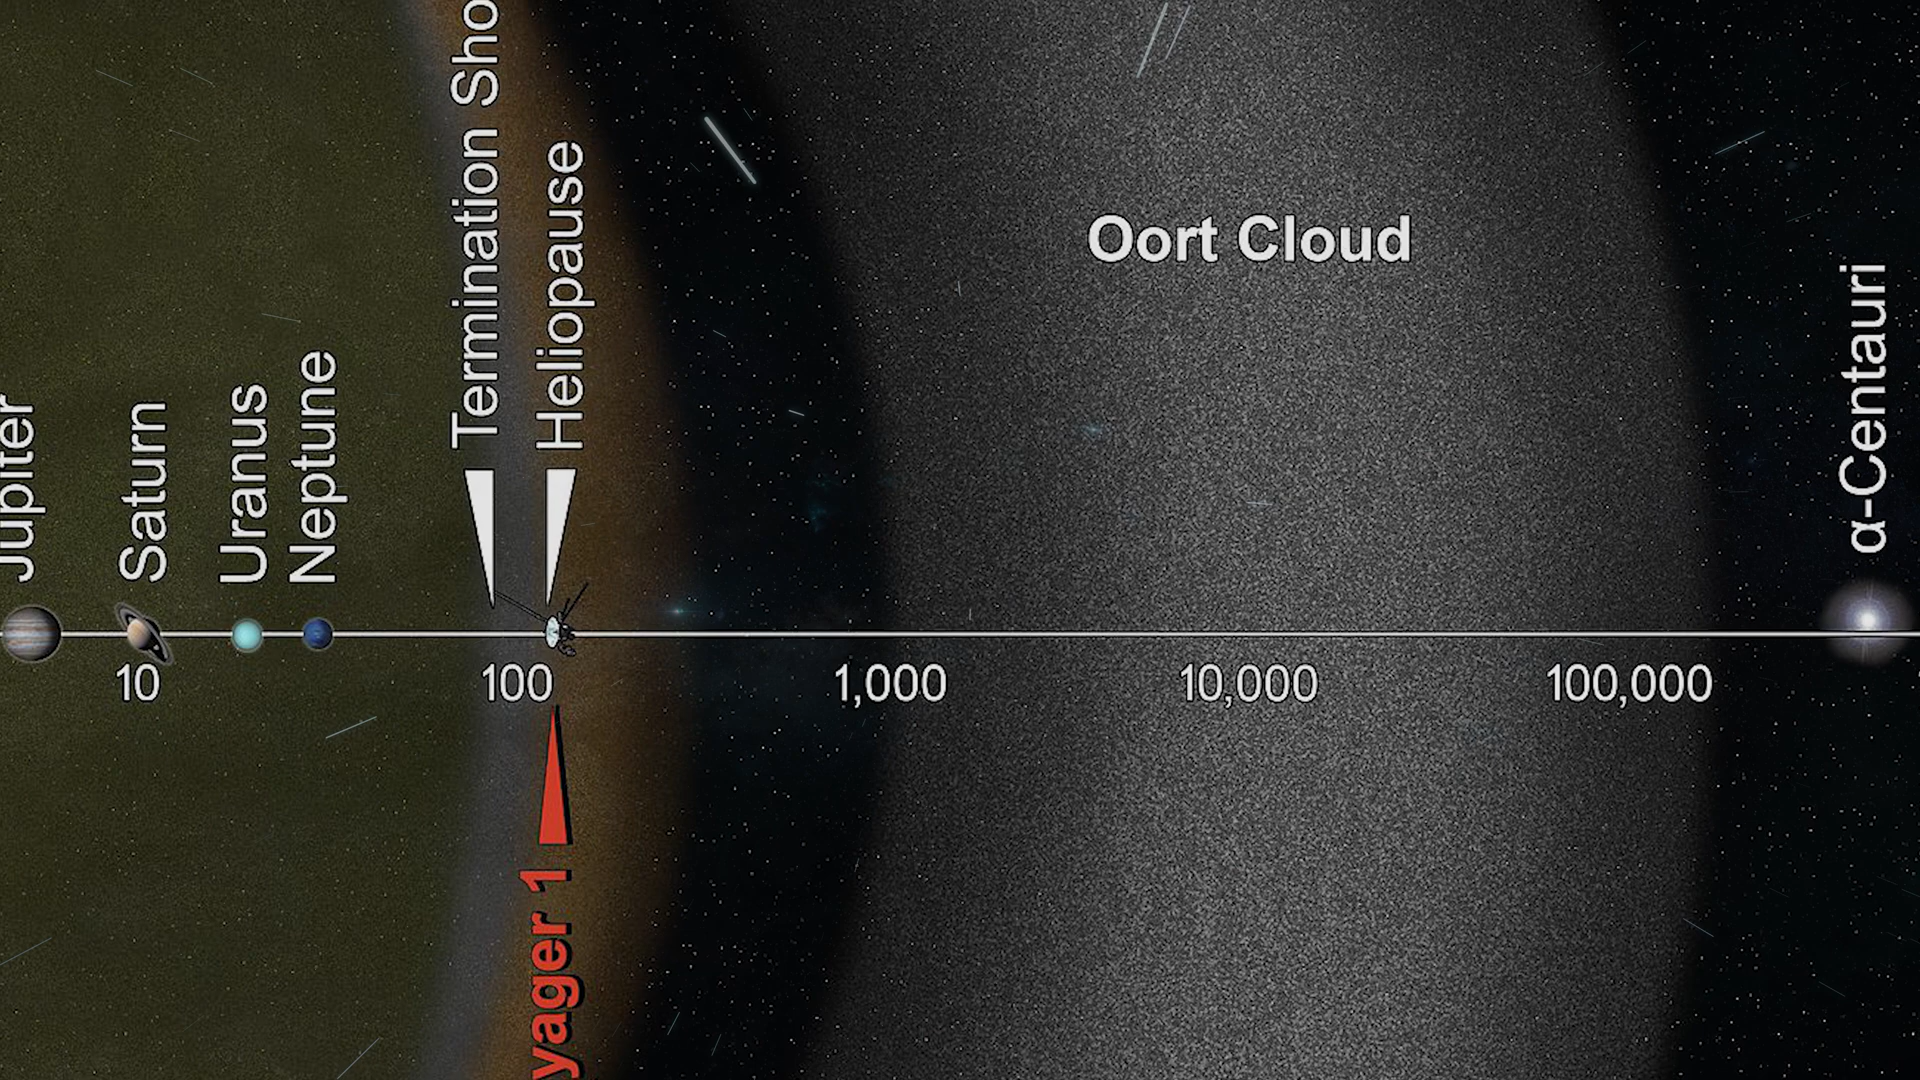 Jupiter
Saturn
Uranus
Neptune
Termination Sho
Heliopause
Oort Cloud
α-Centauri
10
100
1,000
10,000
100,000
yager 1